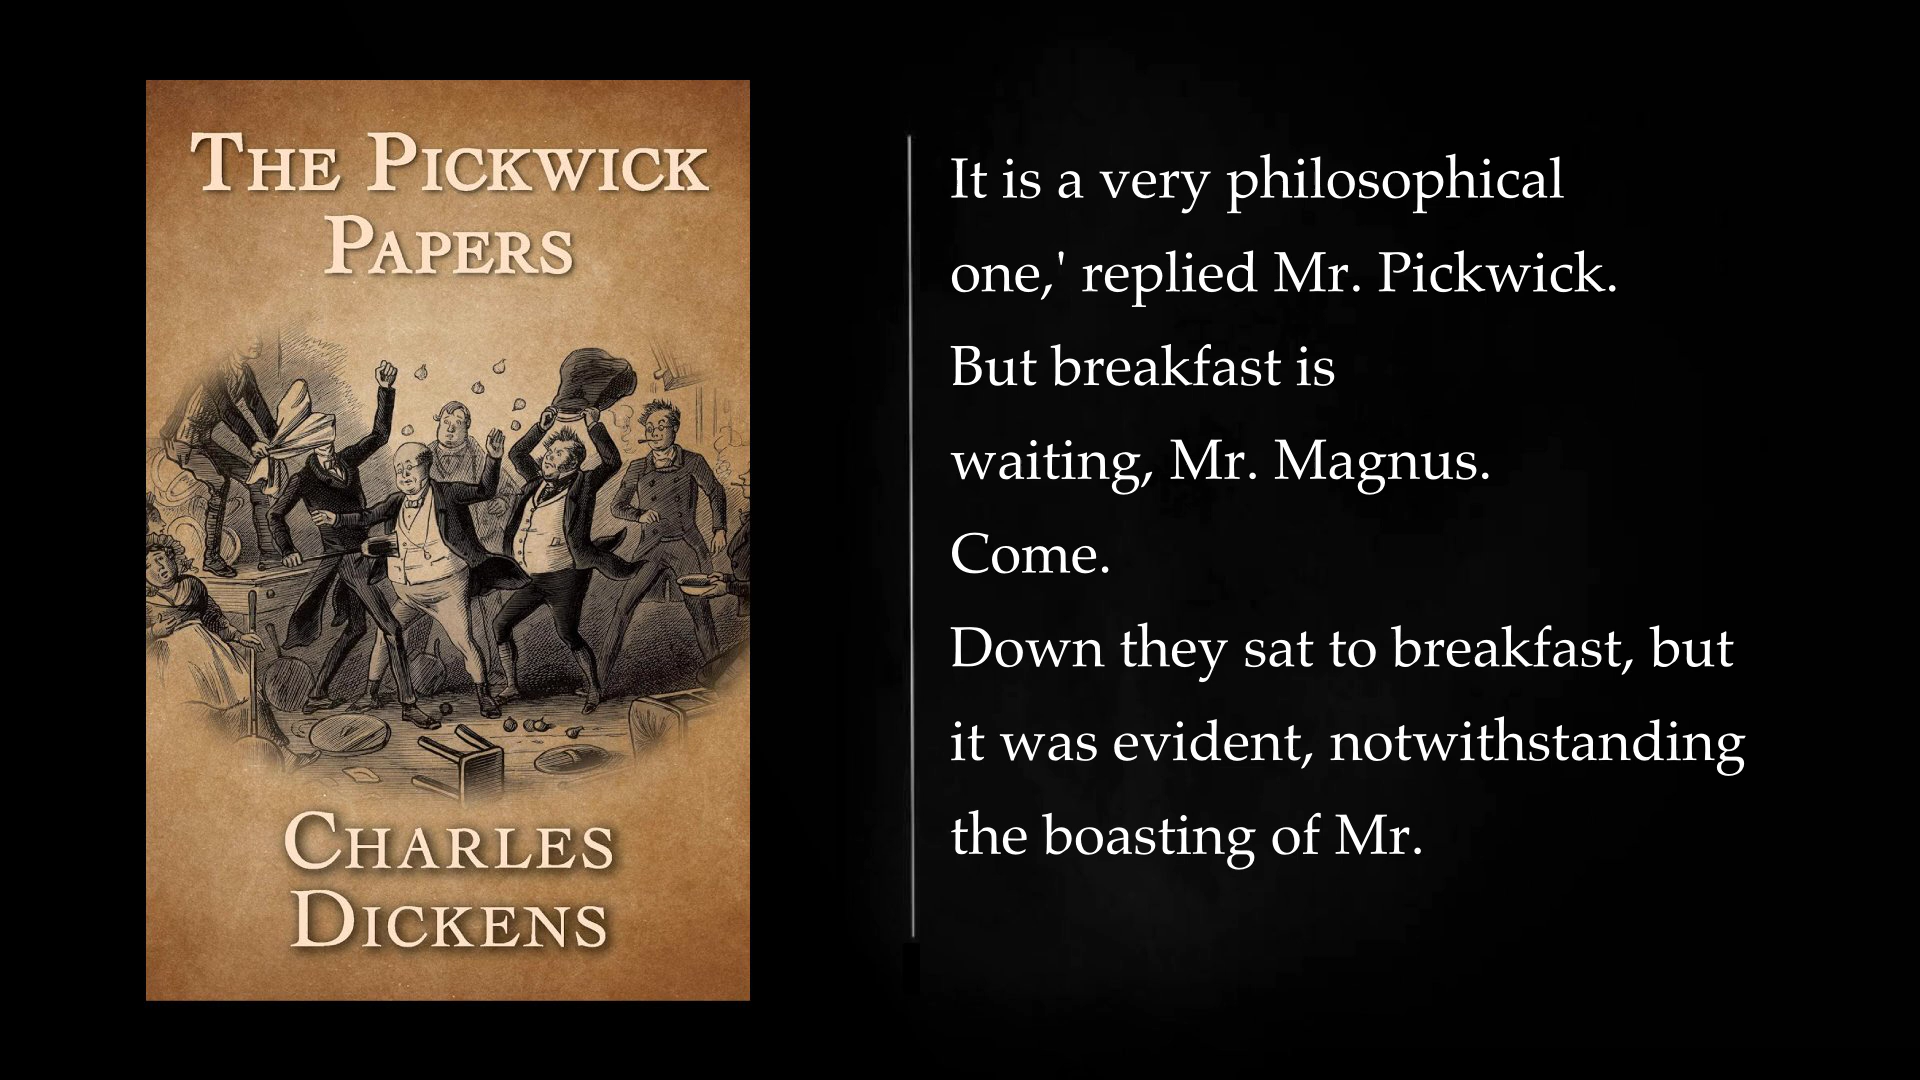 THE PICKWICK
PAPERS
CHARLES
DICKENS
It is a very philosophical
one,' replied Mr. Pickwick.
But breakfast is
waiting, Mr. Magnus.
Come.
Down they sat to breakfast, but
it was evident, notwithstanding
the boasting of Mr.